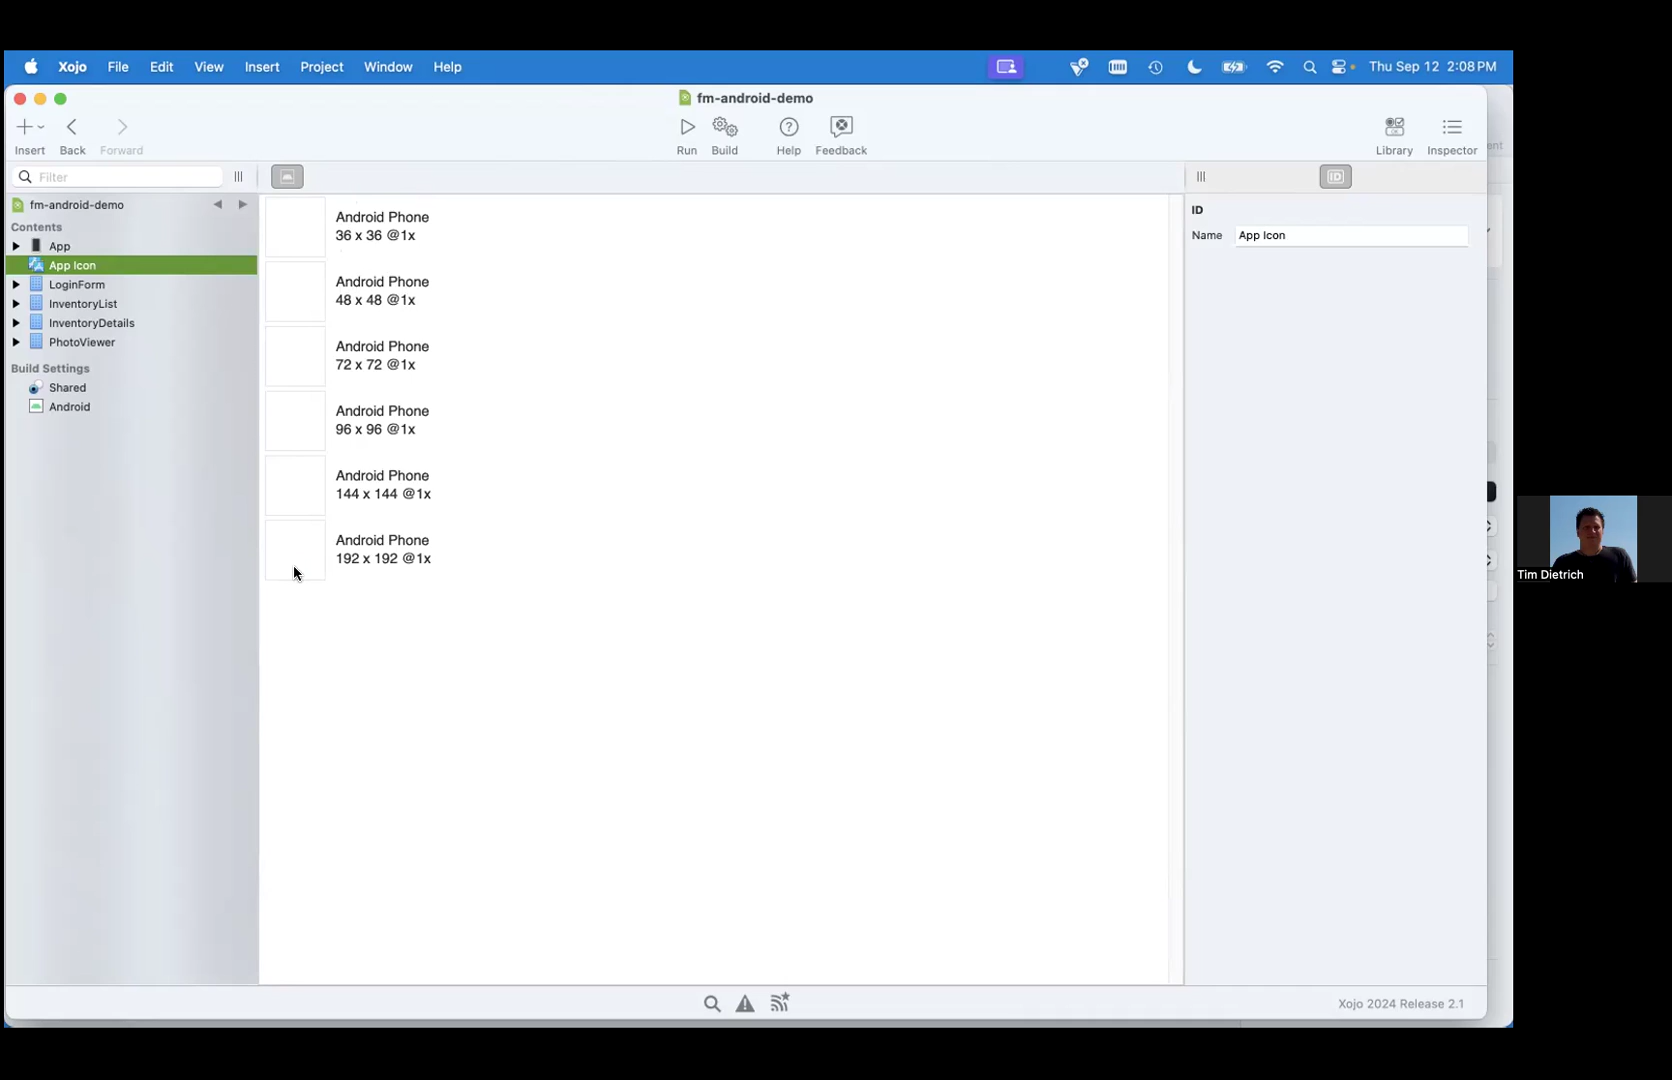 Xojo File Edit View Insert Project Window Help
Thu Sep 12 2:08 PM
fm-android-demo
Insert Back Forward
Run Build Help Feedback
Library Inspector
Filter
ID
fm-android-demo
Contents
App
App Icon
LoginForm
InventoryList
InventoryDetails
PhotoViewer
Build Settings
Shared
Android
Android Phone
36 x 36 @1x
Android Phone
48 x 48 @1x
Android Phone
72 x 72 @1x
Android Phone
96 x 96 @1x
Android Phone
144 x 144 @1x
Android Phone
192 x 192 @1x
ID
Name App Icon
Tim Dietrich
Xojo 2024 Release 2.1